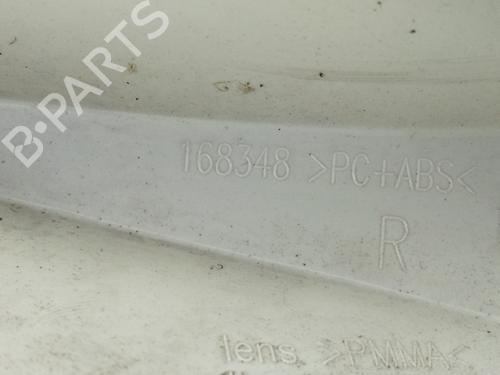 B-PARTS
168348 >PC+ABS<
R
lens >PMMA<